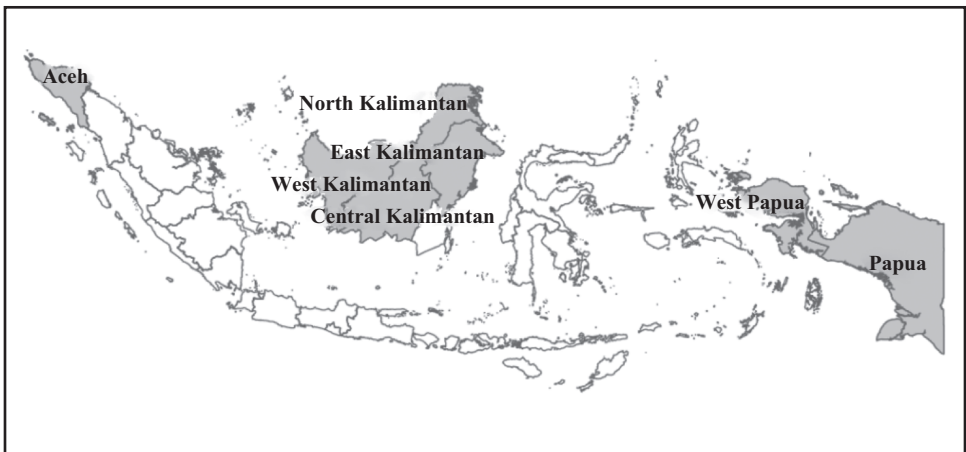 Aceh
North Kalimantan
East Kalimantan
West Kalimantan
Central Kalimantan
West Papua
Papua